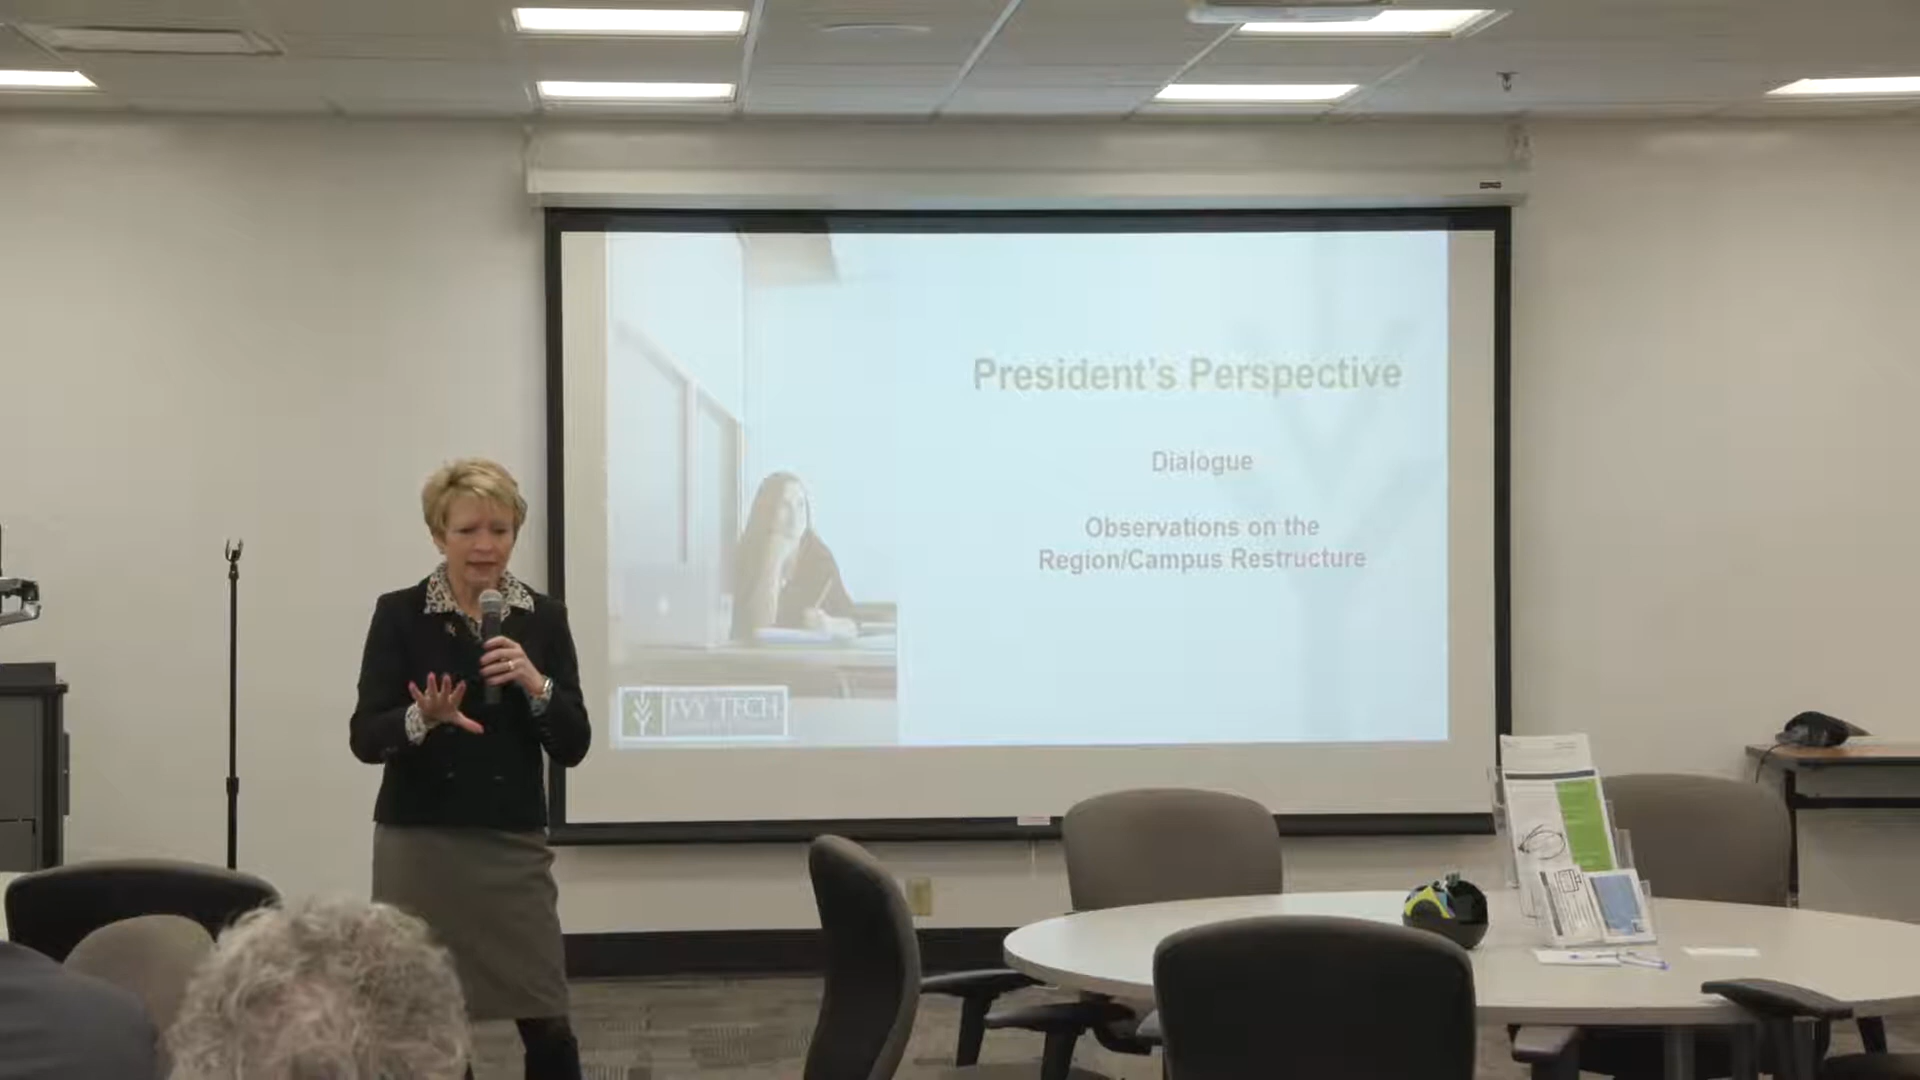 President's Perspective
Dialogue
Observations on the
Region/Campus Restructure
IVY TECH